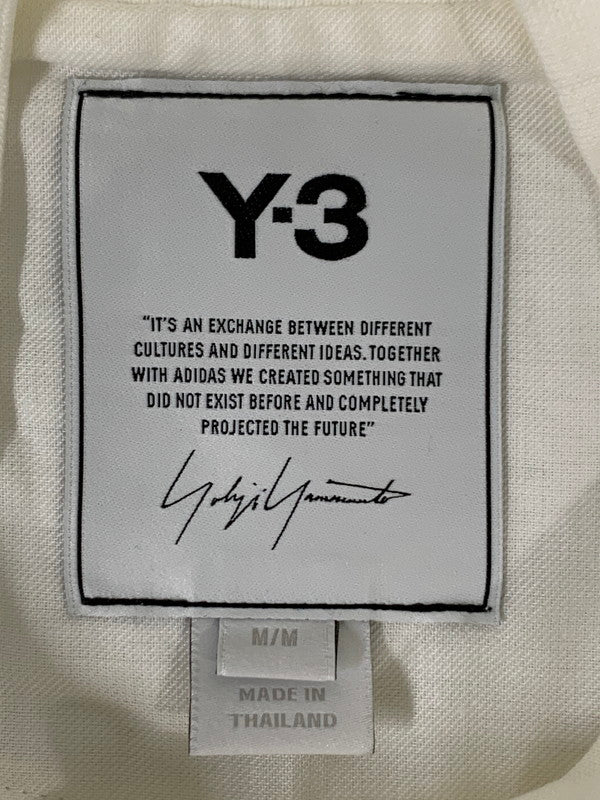 Y-3
“IT'S AN EXCHANGE BETWEEN DIFFERENT
CULTURES AND DIFFERENT IDEAS. TOGETHER
WITH ADIDAS WE CREATED SOMETHING THAT
DID NOT EXIST BEFORE AND COMPLETELY
PROJECTED THE FUTURE”
Yohji Yamamoto
M/M
MADE IN
THAILAND